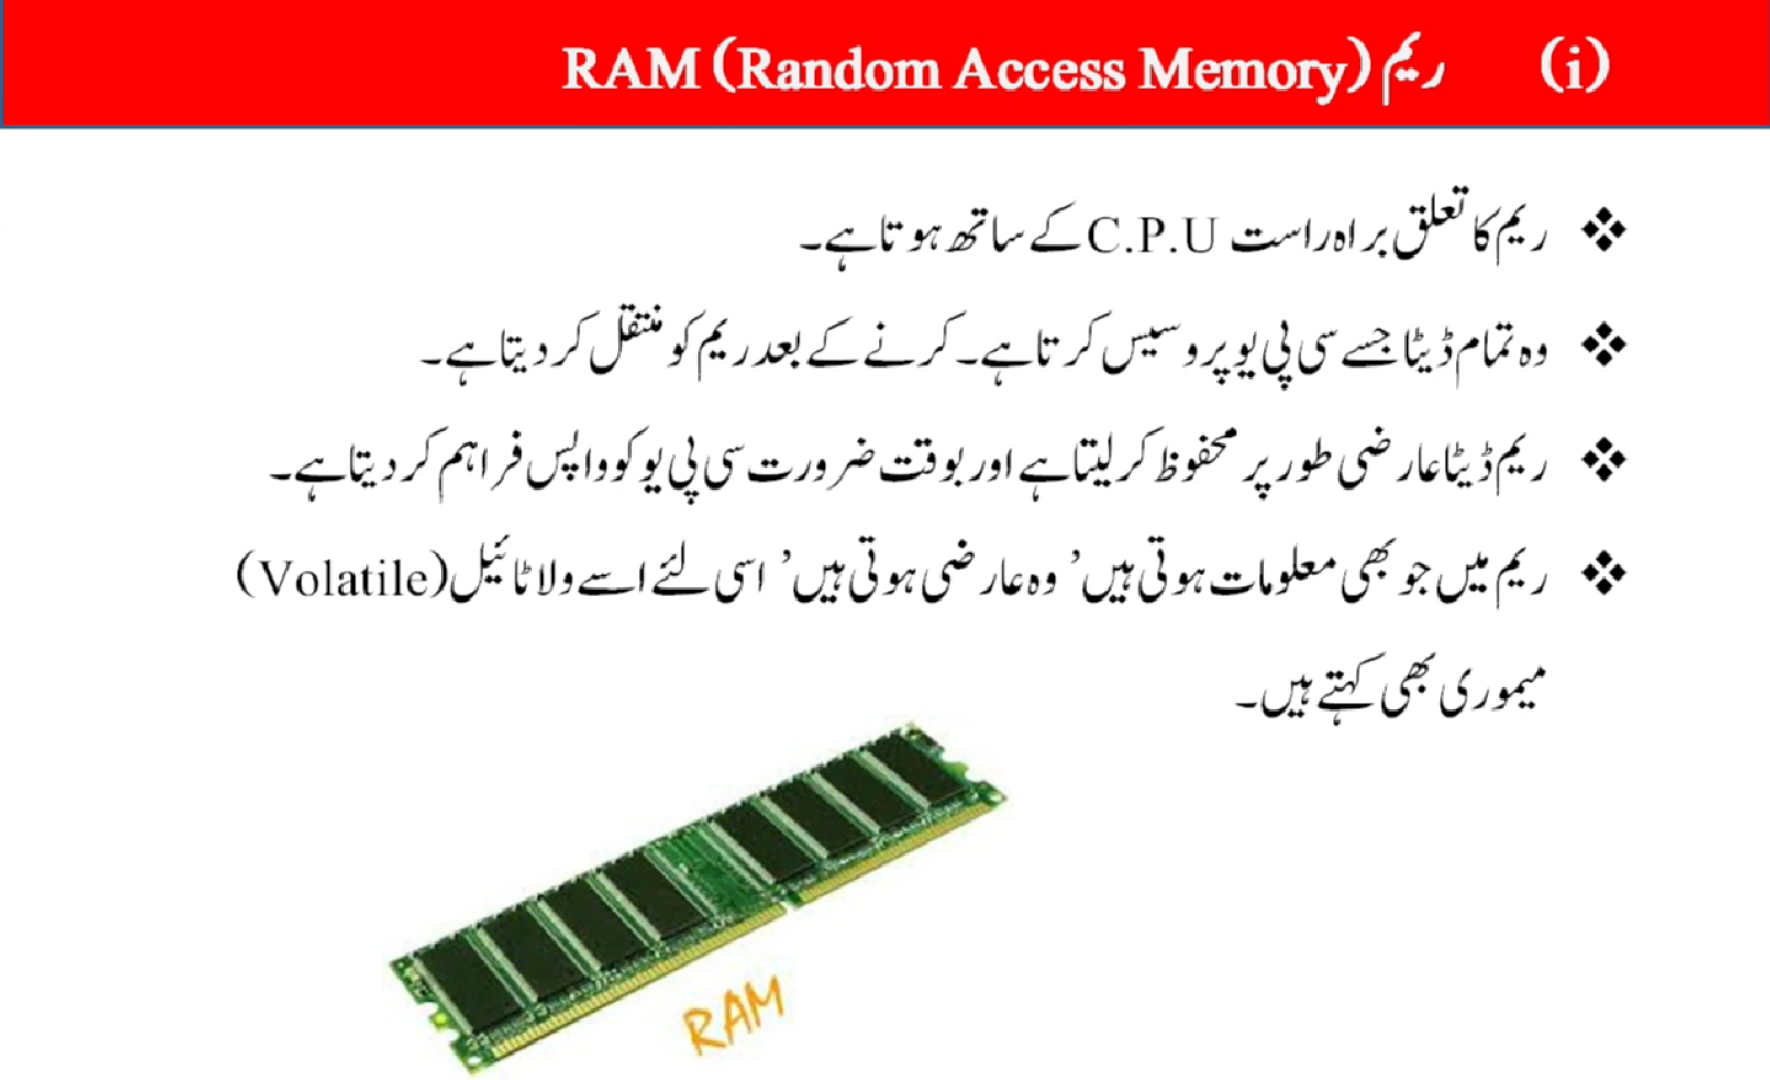 (i) ریم RAM (Random Access Memory)
❖ ریم کا تعلق براہ راست C.P.U کے ساتھ ہوتا ہے۔
❖ وہ تمام ڈیٹا جسے سی پی یو پروسیس کرتا ہے۔ کرنے کے بعد ریم کو منتقل کر دیتا ہے۔
❖ ریم ڈیٹا عارضی طور پر محفوظ کر لیتا ہے اور بوقت ضرورت سی پی یو کو واپس فراہم کر دیتا ہے۔
❖ ریم میں جو بھی معلومات ہوتی ہیں’ وہ عارضی ہوتی ہیں’ اسی لئے اسے ولاٹائیل (Volatile)
میموری بھی کہتے ہیں۔
RAM